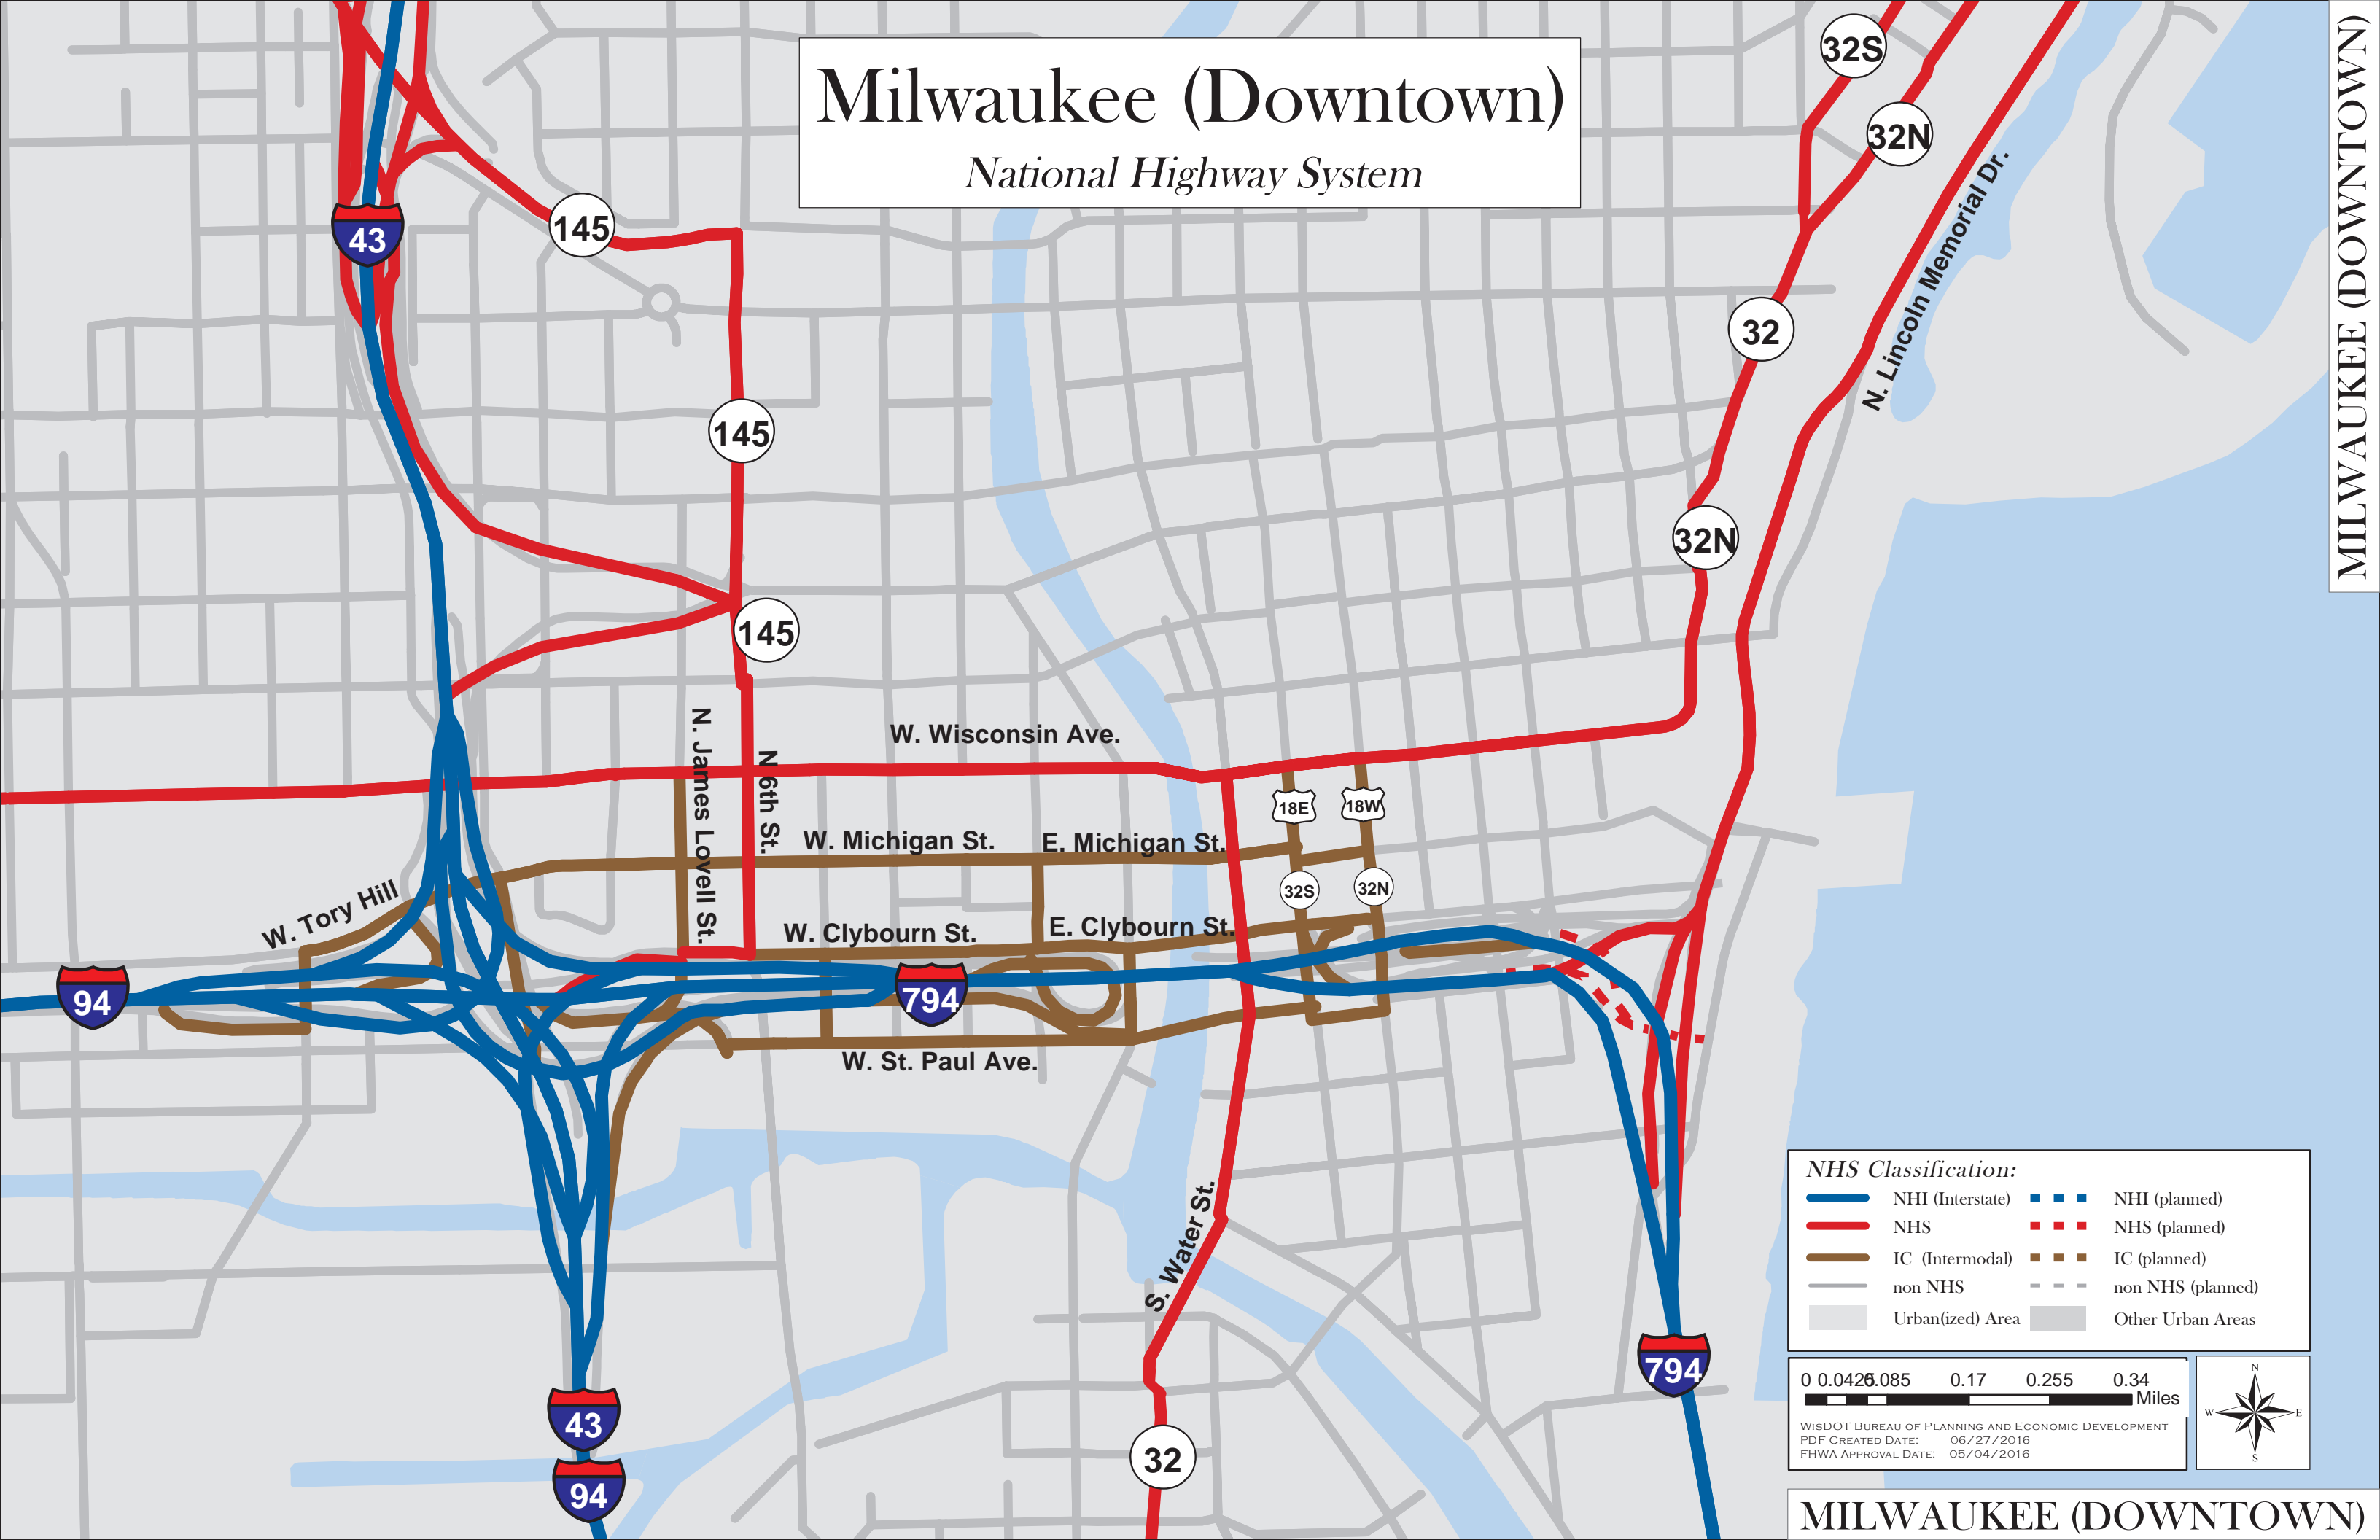 Milwaukee (Downtown)
National Highway System
MILWAUKEE (DOWNTOWN)
32S
32N
43
145
N. Lincoln Memorial Dr.
32
145
32N
145
N. James Lovell St.
N 6th St.
W. Wisconsin Ave.
18E
18W
W. Michigan St.
E. Michigan St.
32S
32N
W. Tory Hill
W. Clybourn St.
E. Clybourn St.
94
794
W. St. Paul Ave.
S. Water St.
794
43
94
32
NHS Classification:
NHI (Interstate)
NHI (planned)
NHS
NHS (planned)
IC (Intermodal)
IC (planned)
non NHS
non NHS (planned)
Urban(ized) Area
Other Urban Areas
0 0.0425 0.085 0.17 0.255 0.34
Miles
WisDOT Bureau of Planning and Economic Development
PDF Created Date: 06/27/2016
FHWA Approval Date: 05/04/2016
N
W E
S
MILWAUKEE (DOWNTOWN)